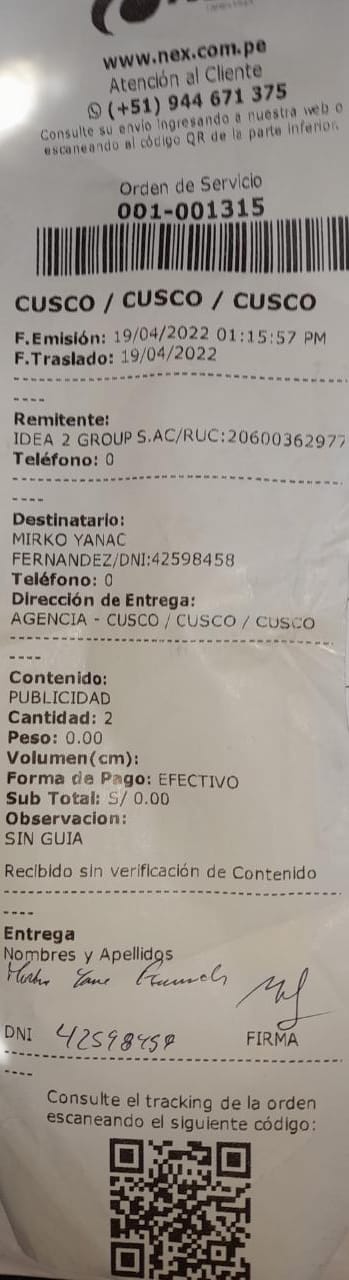 www.nex.com.pe
Atención al Cliente
(+51) 944 671 375
Consulte su envio ingresando a nuestra web o
escaneando al código QR de la parte inferior.
Orden de Servicio
001-001315
CUSCO / CUSCO / CUSCO
F.Emisión: 19/04/2022 01:15:57 PM
F.Traslado: 19/04/2022
----
Remitente:
IDEA 2 GROUP S.AC/RUC:20600362977
Teléfono: 0
----
Destinatario:
MIRKO YANAC
FERNANDEZ/DNI:42598458
Teléfono: 0
Dirección de Entrega:
AGENCIA - CUSCO / CUSCO / CUSCO
----
Contenido:
PUBLICIDAD
Cantidad: 2
Peso: 0.00
Volumen(cm):
Forma de Pago: EFECTIVO
Sub Total: S/ 0.00
Observacion:
SIN GUIA
Recibido sin verificación de Contenido
----
Entrega
Nombres y Apellidos
DNI 42598458 FIRMA
----
Consulte el tracking de la orden
escaneando el siguiente código: